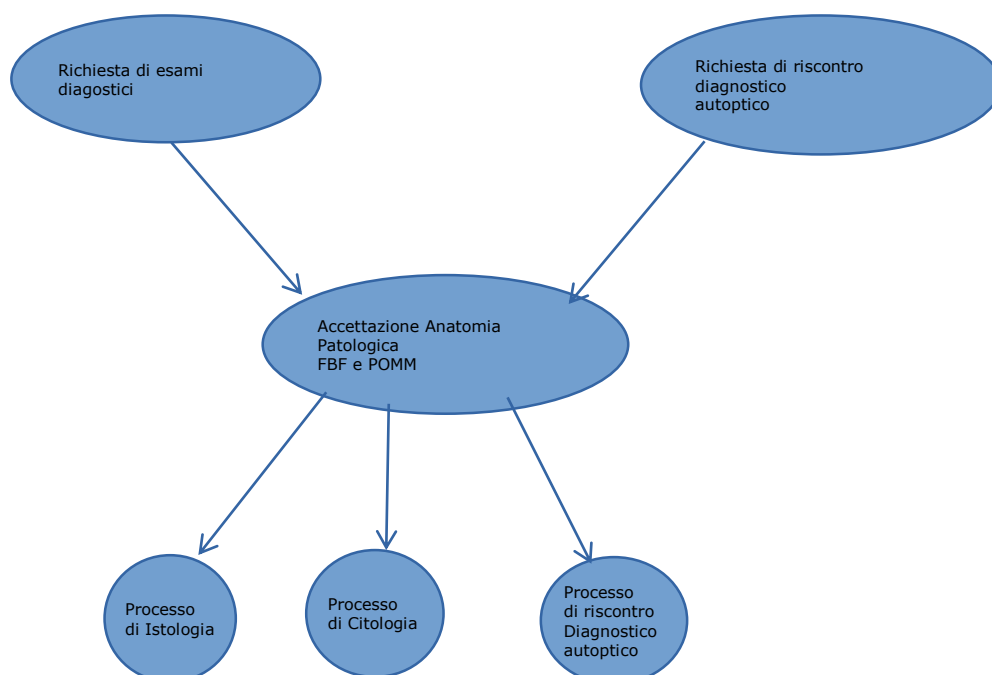 Richiesta di esami
diagostici
Richiesta di riscontro
diagnostico
autoptico
Accettazione Anatomia
Patologica
FBF e POMM
Processo
di Istologia
Processo
di Citologia
Processo
di riscontro
Diagnostico
autoptico